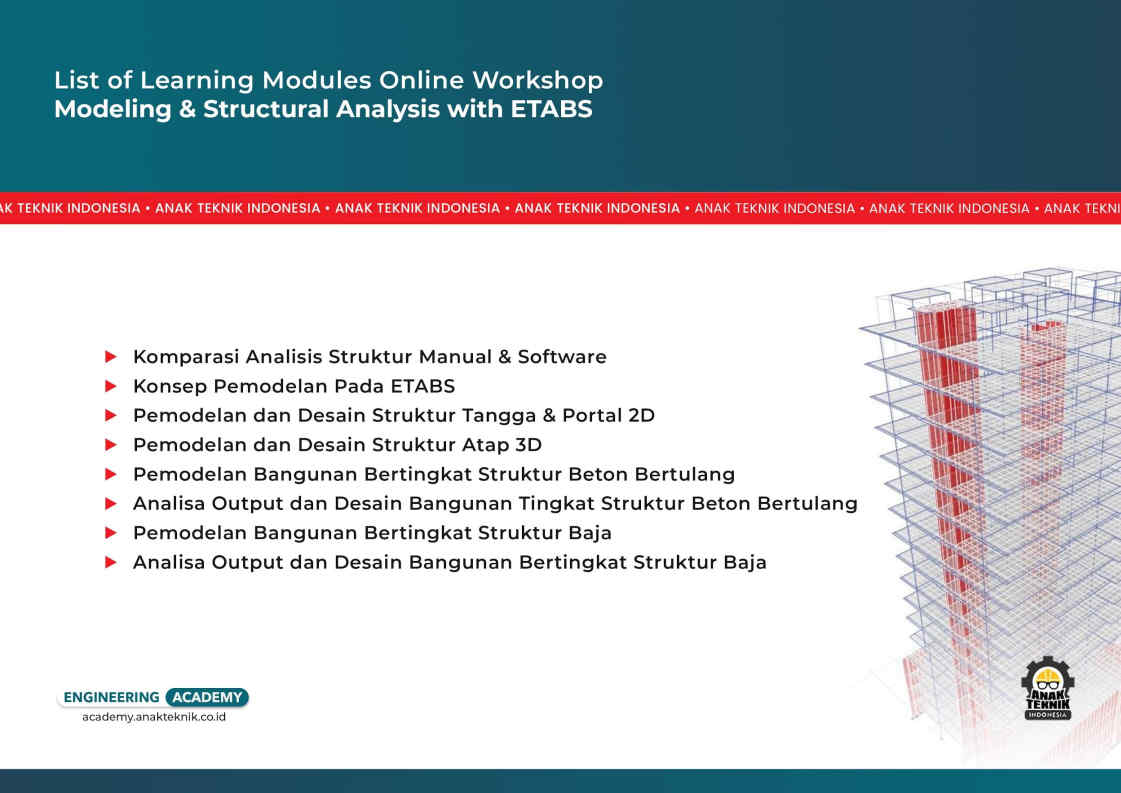 List of Learning Modules Online Workshop
Modeling & Structural Analysis with ETABS
AK TEKNIK INDONESIA • ANAK TEKNIK INDONESIA • ANAK TEKNIK INDONESIA • ANAK TEKNIK INDONESIA • ANAK TEKNIK INDONESIA • ANAK TEKNIK INDONESIA • ANAK TEKNI
Komparasi Analisis Struktur Manual & Software
Konsep Pemodelan Pada ETABS
Pemodelan dan Desain Struktur Tangga & Portal 2D
Pemodelan dan Desain Struktur Atap 3D
Pemodelan Bangunan Bertingkat Struktur Beton Bertulang
Analisa Output dan Desain Bangunan Tingkat Struktur Beton Bertulang
Pemodelan Bangunan Bertingkat Struktur Baja
Analisa Output dan Desain Bangunan Bertingkat Struktur Baja
ENGINEERING ACADEMY
academy.anakteknik.co.id
ANAK
TEKNIK
INDONESIA